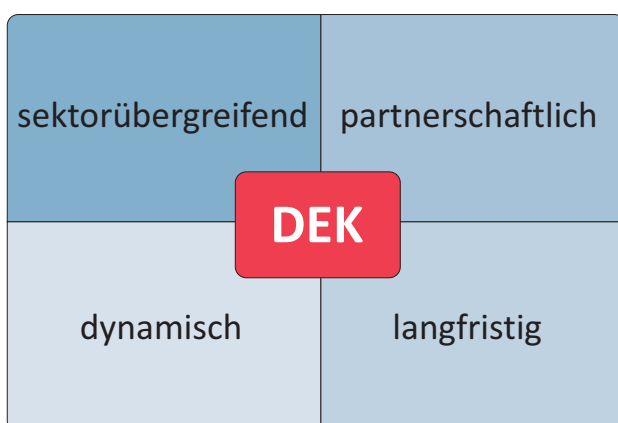 sektorübergreifend
partnerschaftlich
DEK
dynamisch
langfristig